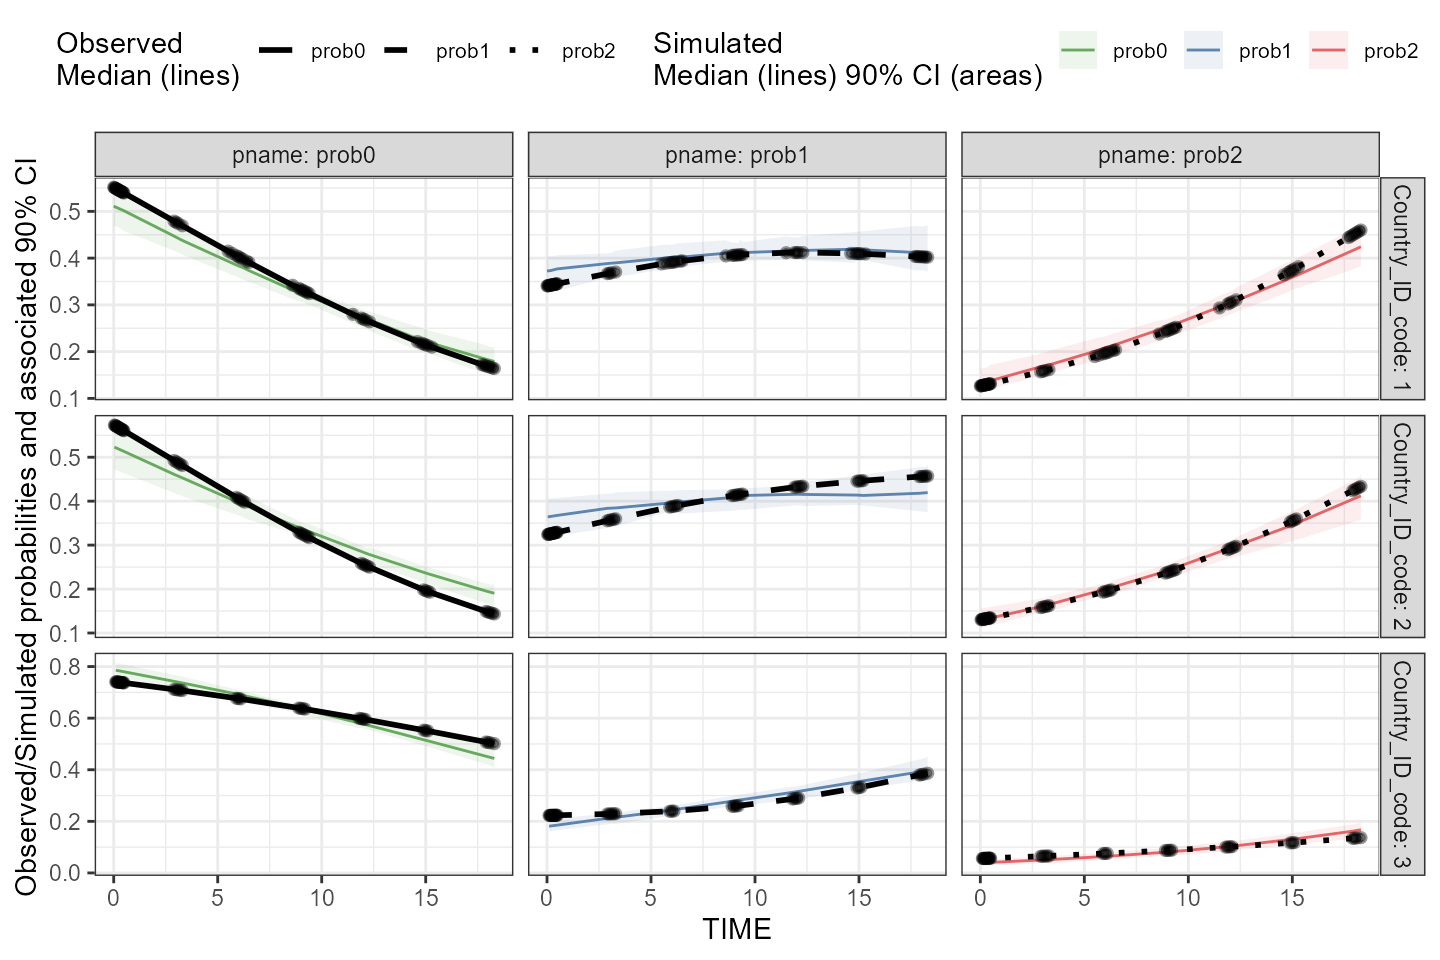 Observed
Median (lines)
prob0 prob1 prob2
Simulated
Median (lines) 90% CI (areas)
prob0 prob1 prob2
pname: prob0 pname: prob1 pname: prob2
Observed/Simulated probabilities and associated 90% CI
0.5
0.4
0.3
0.2
0.1
Country_ID_code: 1
0.5
0.4
0.3
0.2
0.1
Country_ID_code: 2
0.8
0.6
0.4
0.2
0.0
Country_ID_code: 3
0 5 10 15 0 5 10 15 0 5 10 15
TIME